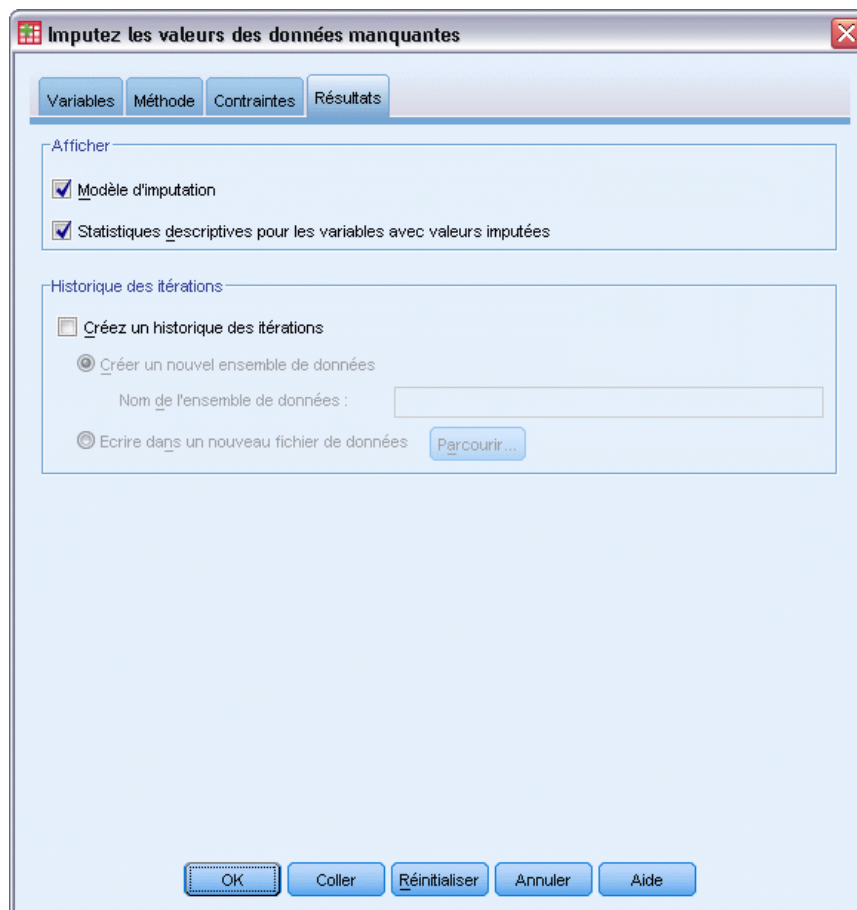 Imputez les valeurs des données manquantes
Variables Méthode Contraintes Résultats
Afficher
Modèle d'imputation
Statistiques descriptives pour les variables avec valeurs imputées
Historique des itérations
Créez un historique des itérations
Créer un nouvel ensemble de données
Nom de l'ensemble de données :
Ecrire dans un nouveau fichier de données Parcourir...
OK Coller Réinitialiser Annuler Aide